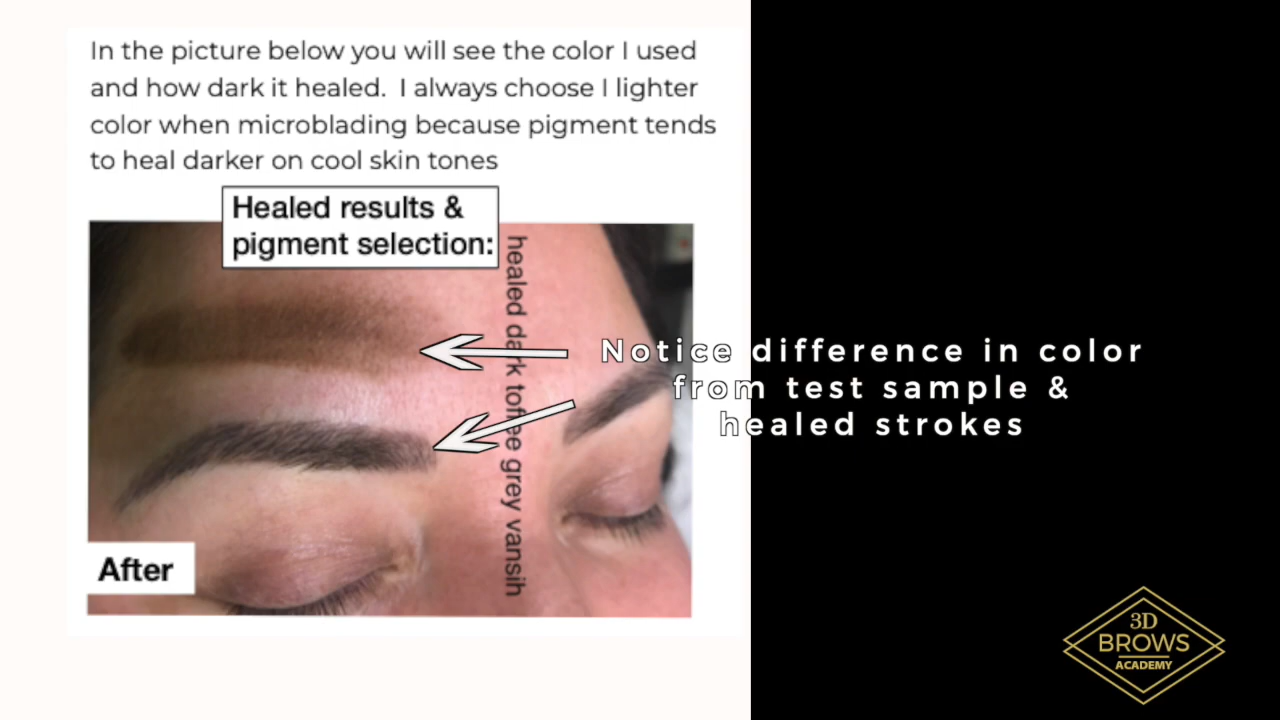 In the picture below you will see the color I used
and how dark it healed.  I always choose l lighter
color when microblading because pigment tends
to heal darker on cool skin tones
Healed results &
pigment selection:
healed dark toffee grey vansih
Notice difference in color
from test sample &
healed strokes
After
3D
BROWS
ACADEMY